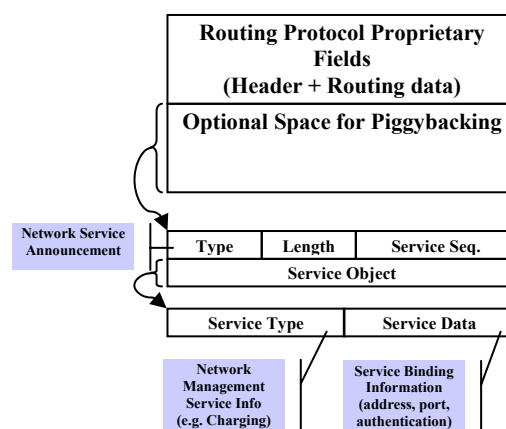 Routing Protocol Proprietary
Fields
(Header + Routing data)
Optional Space for Piggybacking
Network Service
Announcement
Type Length Service Seq.
Service Object
Service Type Service Data
Network
Management
Service Info
(e.g. Charging)
Service Binding
Information
(address, port,
authentication)